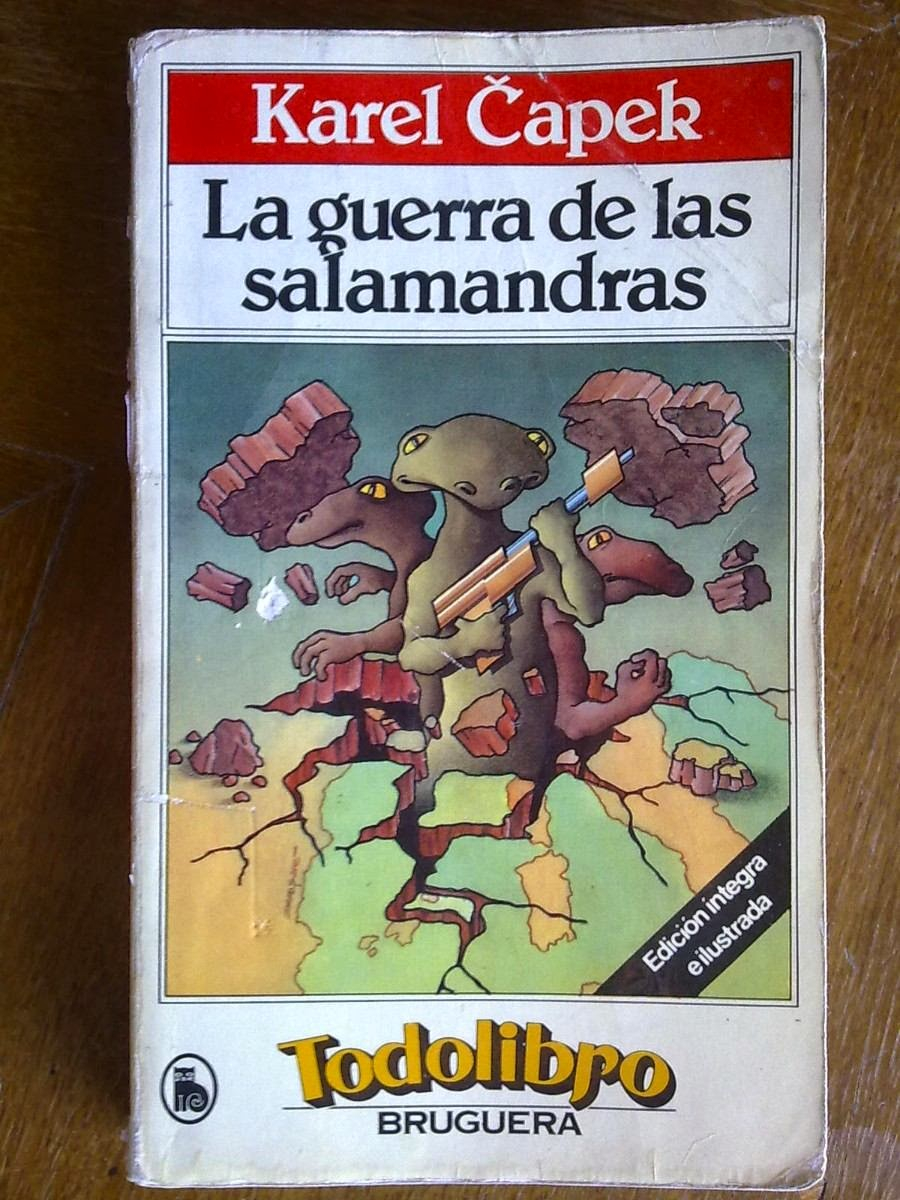 Karel Čapek
La guerra de las
salamandras
Edición íntegra
e ilustrada
Todolibro
BRUGUERA